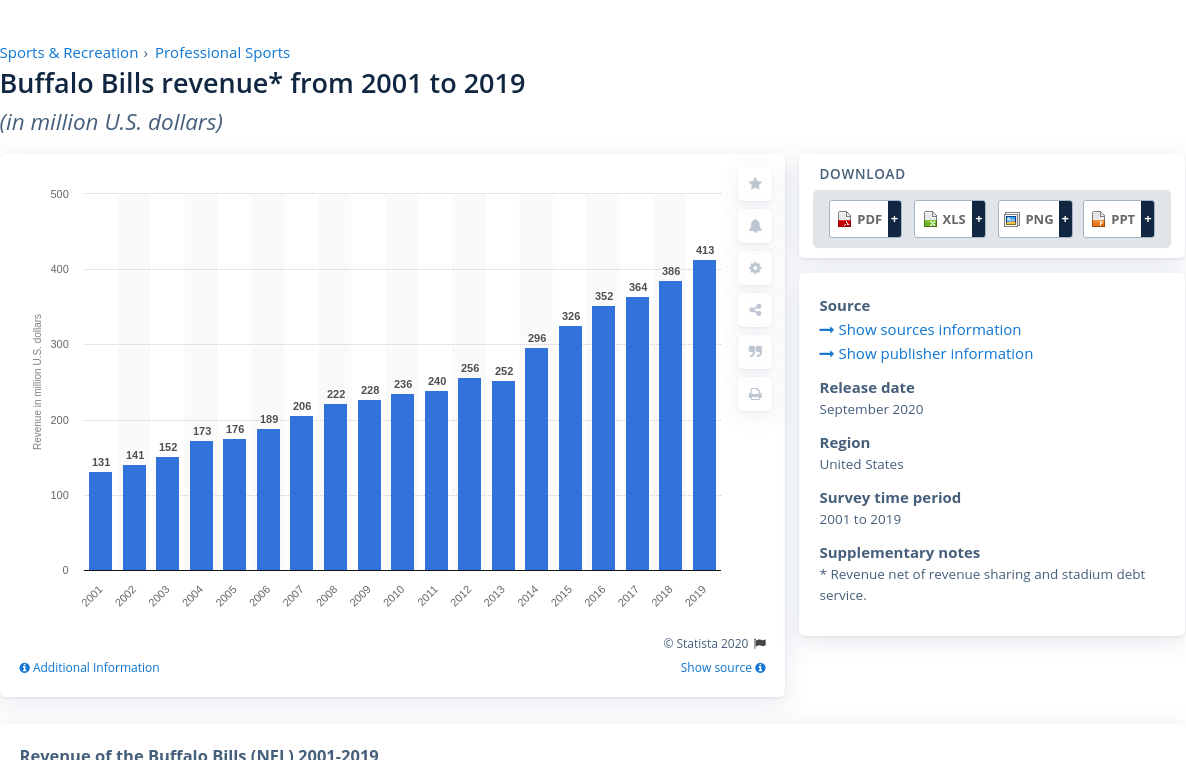 Sports & Recreation › Professional Sports
Buffalo Bills revenue* from 2001 to 2019
(in million U.S. dollars)
500
400
300
200
100
0
Revenue in million U.S. dollars
131
141
152
173
176
189
206
222
228
236
240
256
252
296
326
352
364
386
413
2001
2002
2003
2004
2005
2006
2007
2008
2009
2010
2011
2012
2013
2014
2015
2016
2017
2018
2019
© Statista 2020
Additional Information
Show source
DOWNLOAD
PDF + XLS + PNG + PPT +
Source
Show sources information
Show publisher information
Release date
September 2020
Region
United States
Survey time period
2001 to 2019
Supplementary notes
* Revenue net of revenue sharing and stadium debt
service.
Revenue of the Buffalo Bills (NFL) 2001-2019